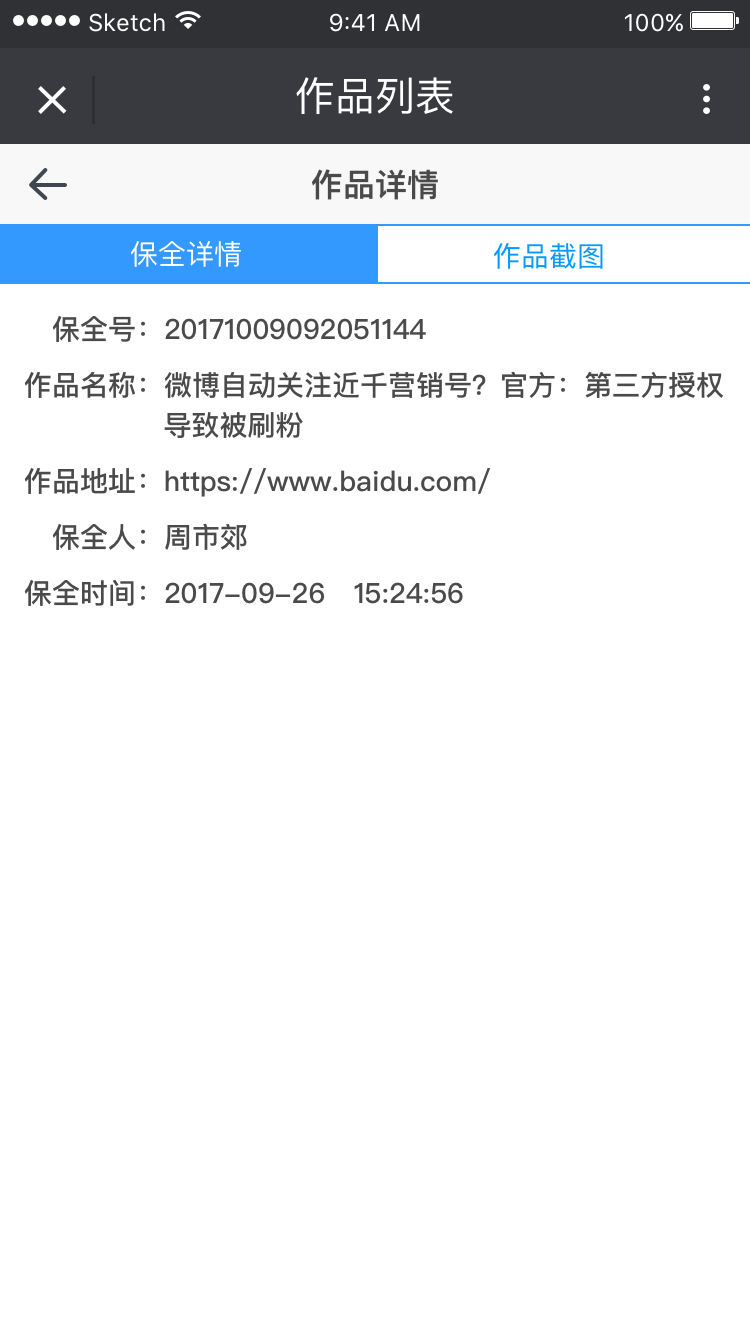 Sketch 9:41 AM 100%
作品列表
作品详情
保全详情 作品截图
保全号：20171009092051144
作品名称：微博自动关注近千营销号？官方：第三方授权
导致被刷粉
作品地址：https://www.baidu.com/
保全人：周市郊
保全时间：2017-09-26 15:24:56